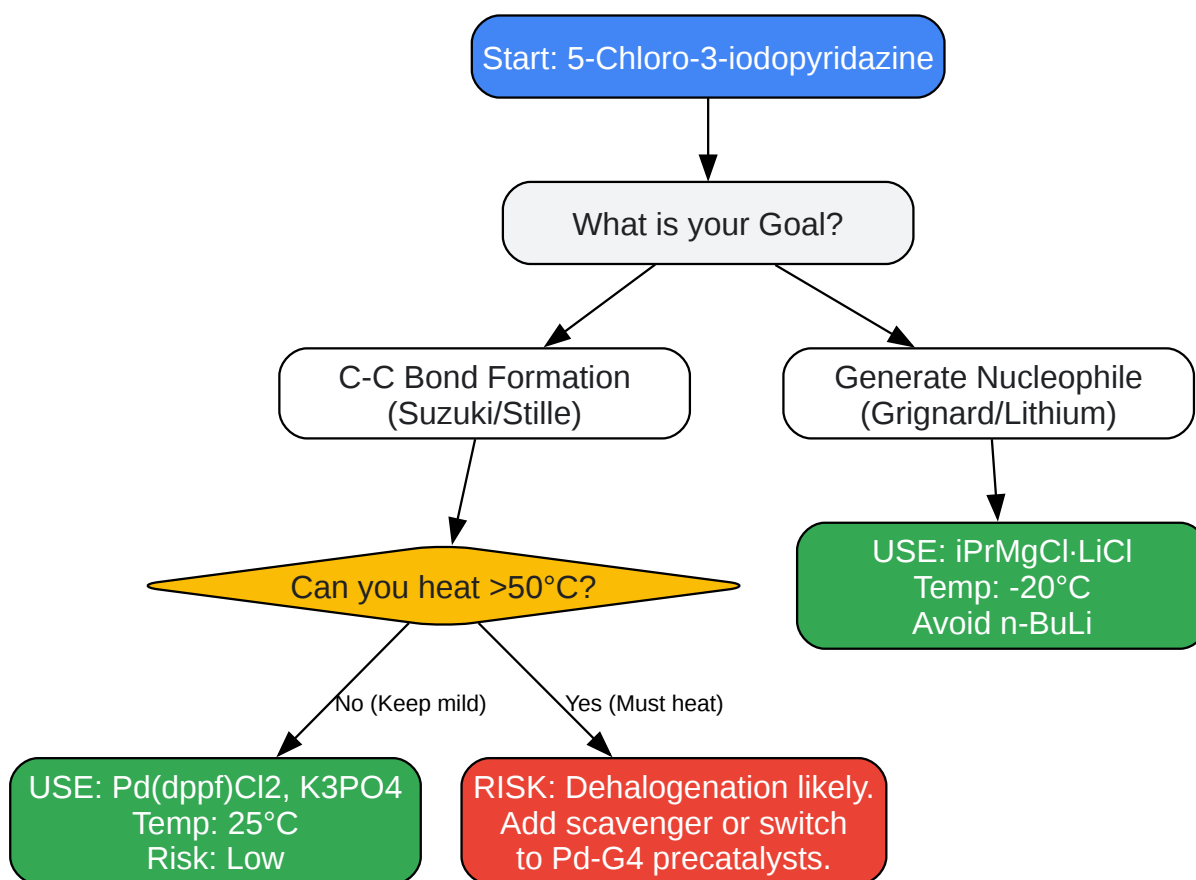 Start: 5-Chloro-3-iodopyridazine
What is your Goal?
C-C Bond Formation
(Suzuki/Stille)
Generate Nucleophile
(Grignard/Lithium)
Can you heat >50°C?
USE: iPrMgCl·LiCl
Temp: -20°C
Avoid n-BuLi
No (Keep mild)
Yes (Must heat)
USE: Pd(dppf)Cl2, K3PO4
Temp: 25°C
Risk: Low
RISK: Dehalogenation likely.
Add scavenger or switch
to Pd-G4 precatalysts.